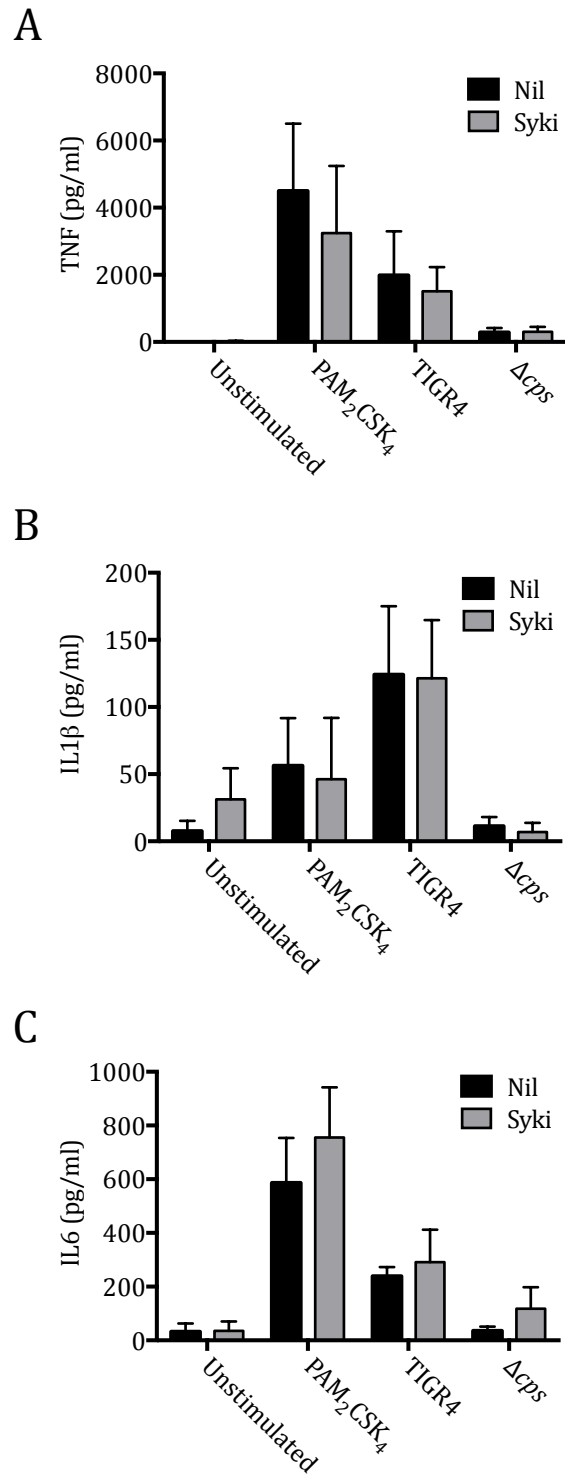 A
TNF (pg/ml)
8000
6000
4000
2000
0
Nil
Syki
Unstimulated
PAM₂CSK₄
TIGR4
Δcps
B
IL1β (pg/ml)
200
150
100
50
0
Nil
Syki
Unstimulated
PAM₂CSK₄
TIGR4
Δcps
C
IL6 (pg/ml)
1000
800
600
400
200
0
Nil
Syki
Unstimulated
PAM₂CSK₄
TIGR4
Δcps